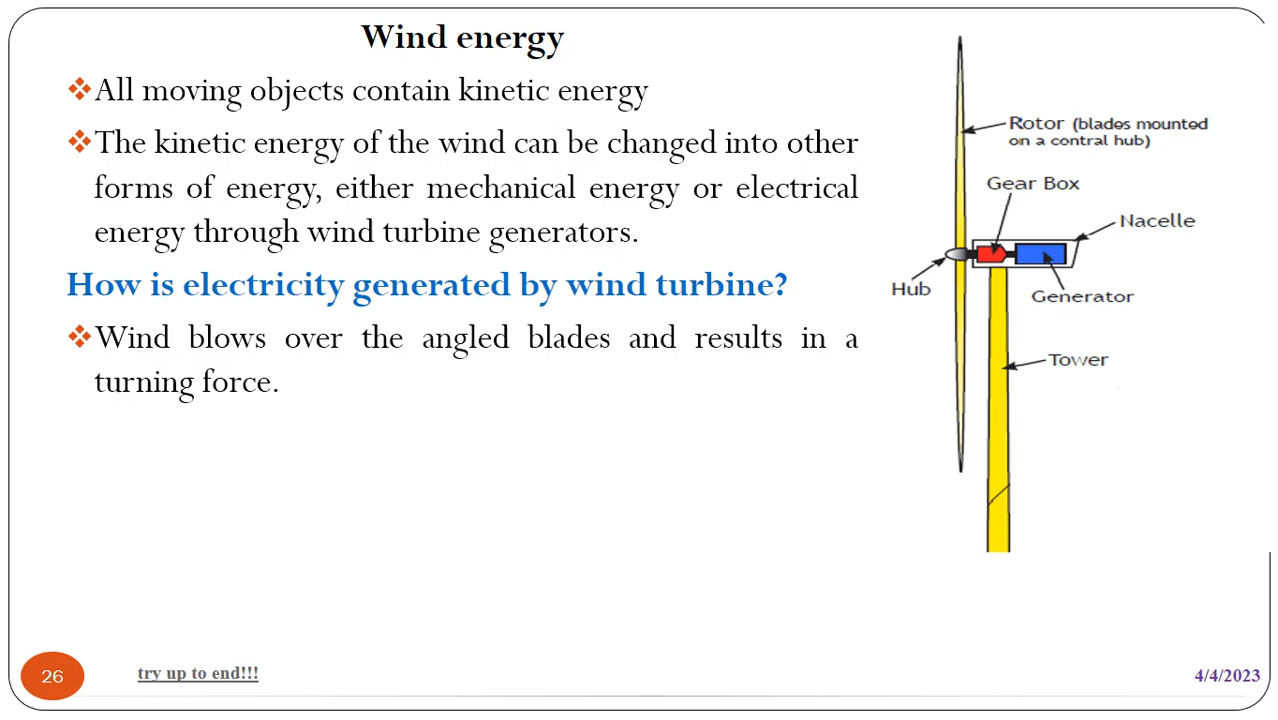 Wind energy
❖All moving objects contain kinetic energy
❖The kinetic energy of the wind can be changed into other
forms of energy, either mechanical energy or electrical
energy through wind turbine generators.
How is electricity generated by wind turbine?
❖Wind blows over the angled blades and results in a
turning force.
Rotor (blades mounted
on a central hub)
Gear Box
Nacelle
Hub
Generator
Tower
26
try up to end!!!
4/4/2023